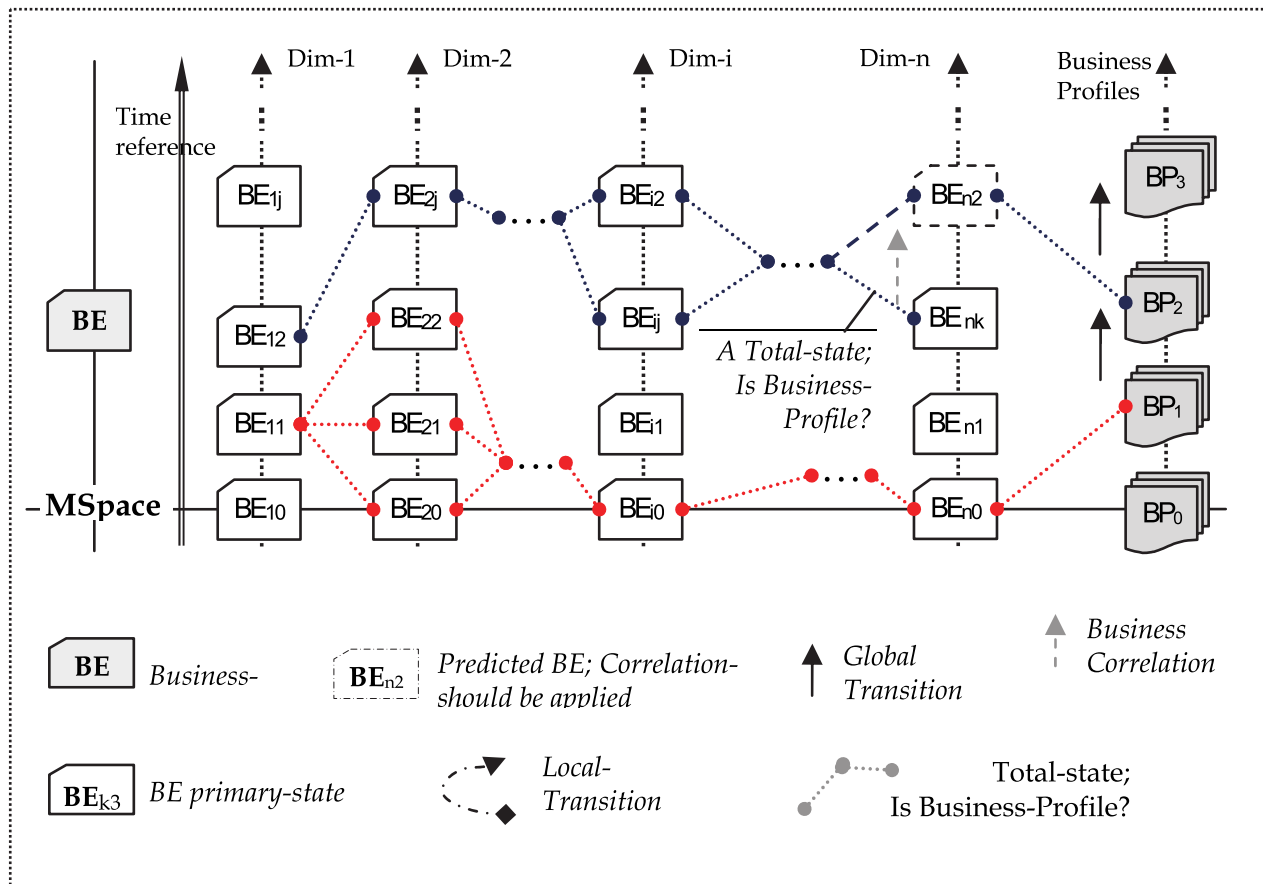 Dim-1 Dim-2 Dim-i Dim-n Business
Profiles
Time
reference
BE1j BE2j BEi2 BEn2 BP3
BE BE12 BE22 BEij BEnk BP2
A Total-state;
Is Business-
Profile?
BE11 BE21 BEi1 BEn1 BP1
MSpace BE10 BE20 BEi0 BEn0 BP0
BE Business-
BEn2 Predicted BE; Correlation-
should be applied
Global
Transition
Business
Correlation
BEk3 BE primary-state
Local-
Transition
Total-state;
Is Business-Profile?